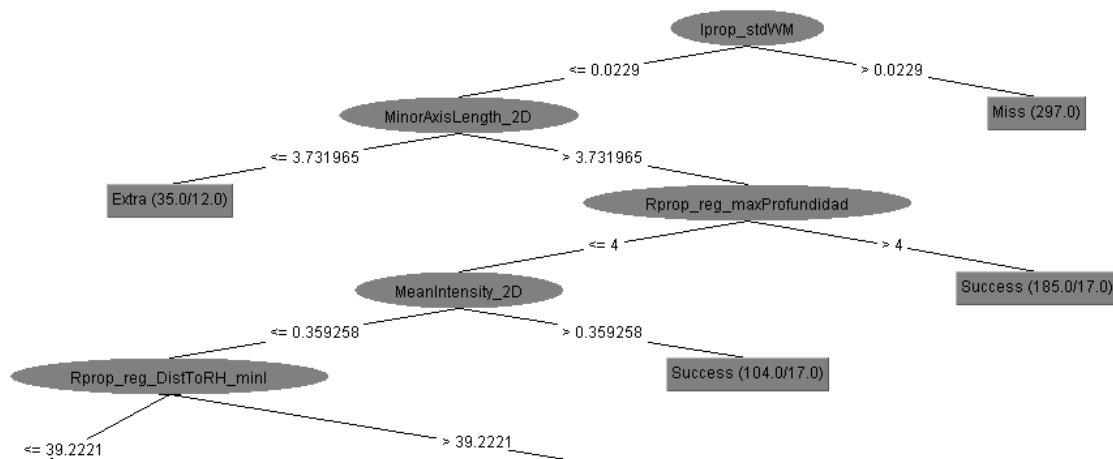 Iprop_stdWM
<= 0.0229
> 0.0229
MinorAxisLength_2D
Miss (297.0)
<= 3.731965
> 3.731965
Extra (35.0/12.0)
Rprop_reg_maxProfundidad
<= 4
> 4
MeanIntensity_2D
Success (185.0/17.0)
<= 0.359258
> 0.359258
Rprop_reg_DistToRH_minI
Success (104.0/17.0)
<= 39.2221
> 39.2221